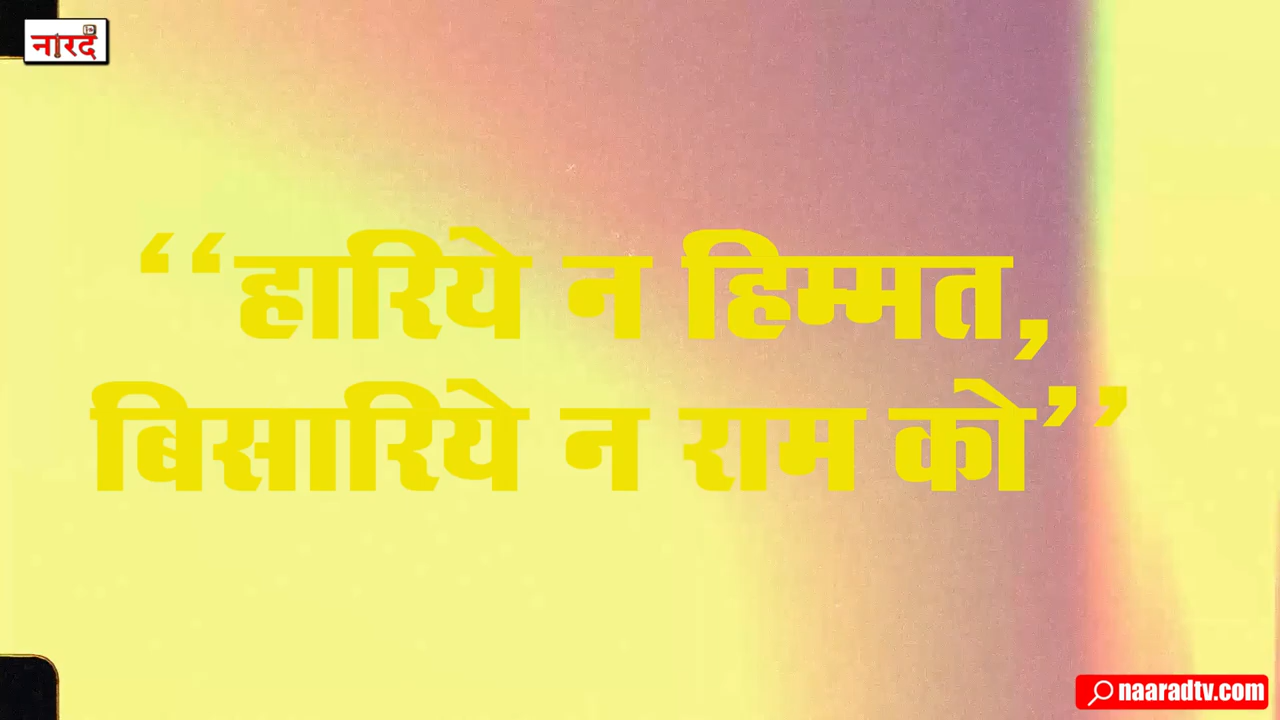 नारद
‘‘हारिये न हिम्मत,
बिसारिये न राम को’’
naaradtv.com